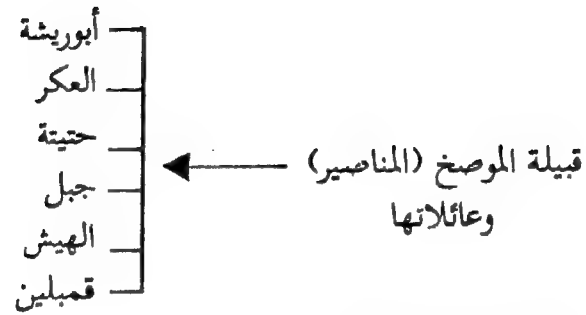 قبيلة الموصخ (المناصير)
وعائلاتها
أبوريشة
العكر
حتيتة
جبل
الهيش
قمبلين